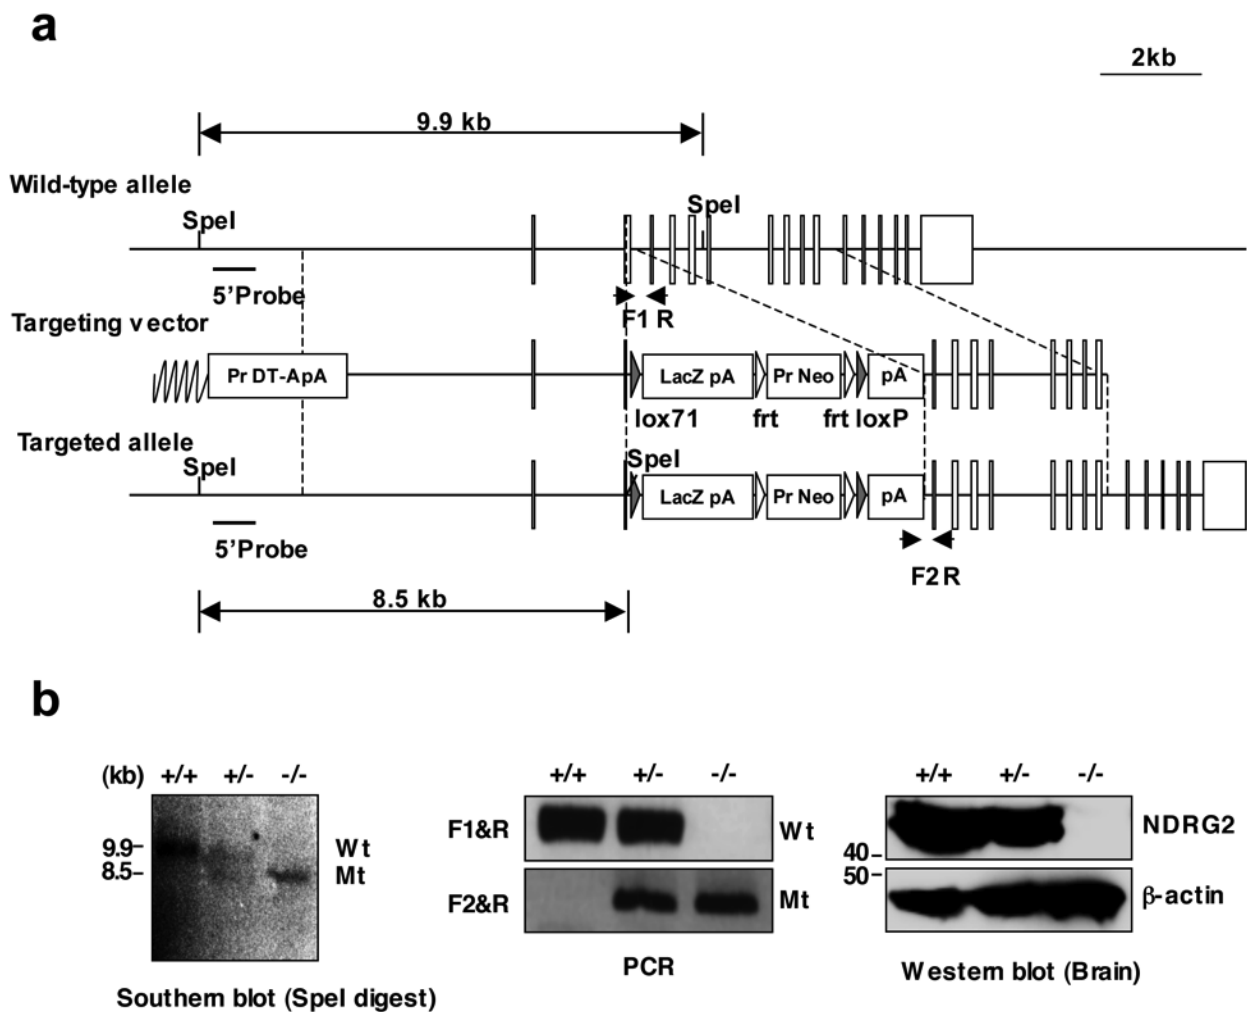 a
2kb
9.9 kb
Wild-type allele
SpeI SpeI
5'Probe
F1 R
Targeting vector
Pr DT-ApA LacZ pA Pr Neo pA
lox71 frt frt loxP
Targeted allele
SpeI SpeI
LacZ pA Pr Neo pA
5'Probe
F2 R
8.5 kb
b
(kb) +/+ +/- -/-
9.9 Wt
8.5 Mt
Southern blot (SpeI digest)
+/+ +/- -/-
F1&R Wt
F2&R Mt
PCR
+/+ +/- -/-
NDRG2
40
50
β-actin
Western blot (Brain)